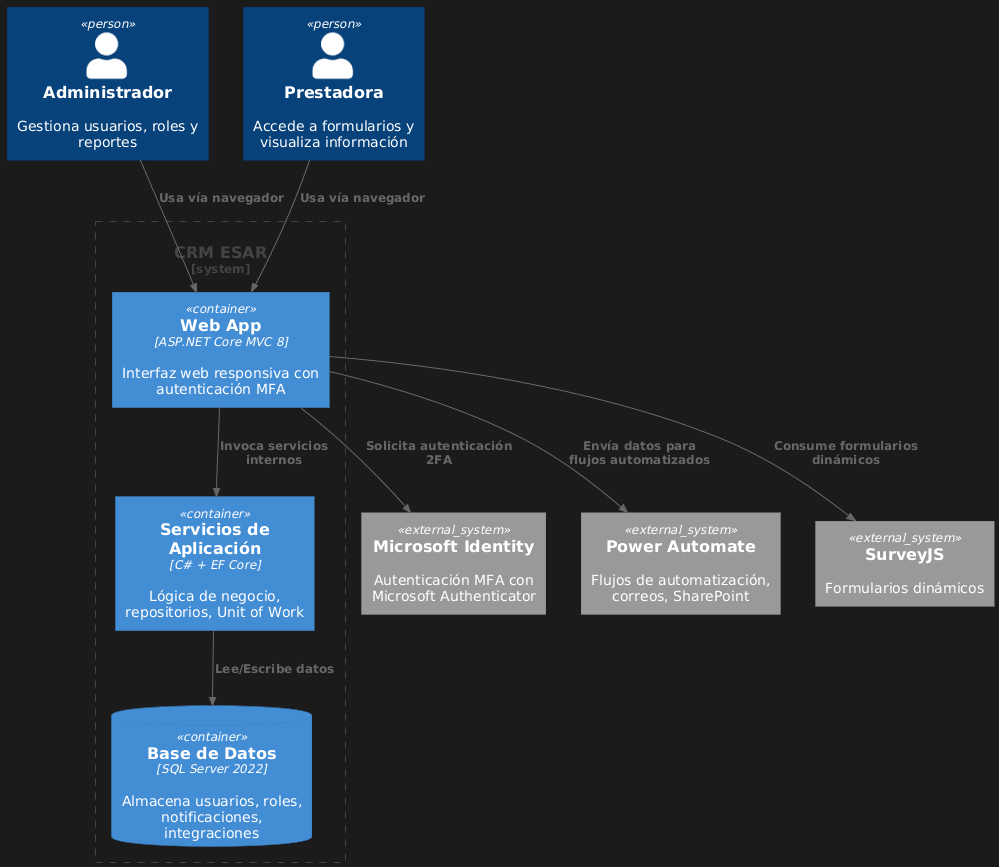 «person»
Administrador
Gestiona usuarios, roles y
reportes
«person»
Prestadora
Accede a formularios y
visualiza información
Usa vía navegador
Usa vía navegador
CRM ESAR
[system]
«container»
Web App
[ASP.NET Core MVC 8]
Interfaz web responsiva con
autenticación MFA
Invoca servicios
internos
Solicita autenticación
2FA
Envía datos para
flujos automatizados
Consume formularios
dinámicos
«container»
Servicios de
Aplicación
[C# + EF Core]
Lógica de negocio,
repositorios, Unit of Work
«external_system»
Microsoft Identity
Autenticación MFA con
Microsoft Authenticator
«external_system»
Power Automate
Flujos de automatización,
correos, SharePoint
«external_system»
SurveyJS
Formularios dinámicos
Lee/Escribe datos
«container»
Base de Datos
[SQL Server 2022]
Almacena usuarios, roles,
notificaciones,
integraciones